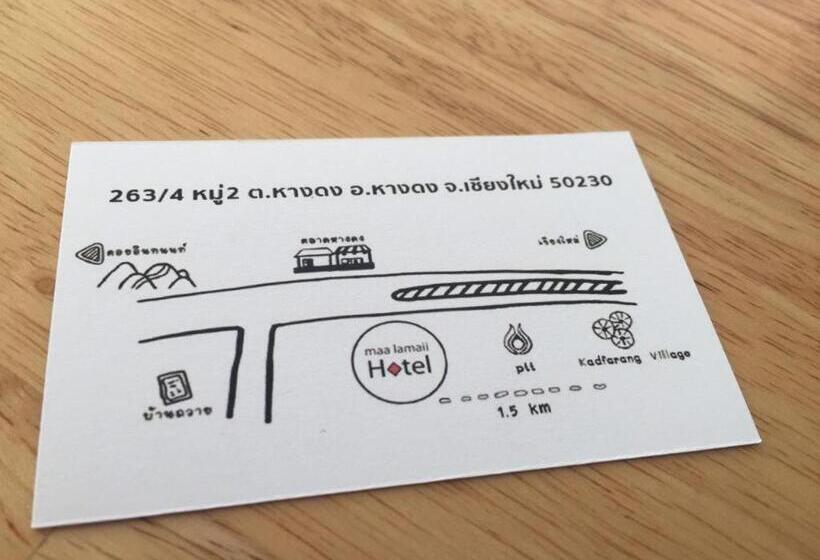 263/4 หมู่2 ต.หางดง อ.หางดง จ.เชียงใหม่ 50230
ดอยอินทนนท์
ตลาดหางดง
เชียงใหม่
maa lamaii
Hotel
ptt
Kadfarang Village
บ้านถวาย
1.5 km